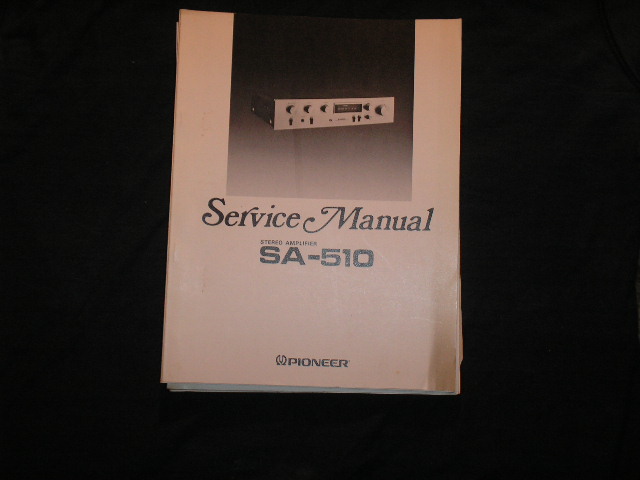 Service Manual
STEREO AMPLIFIER
SA-510
PIONEER